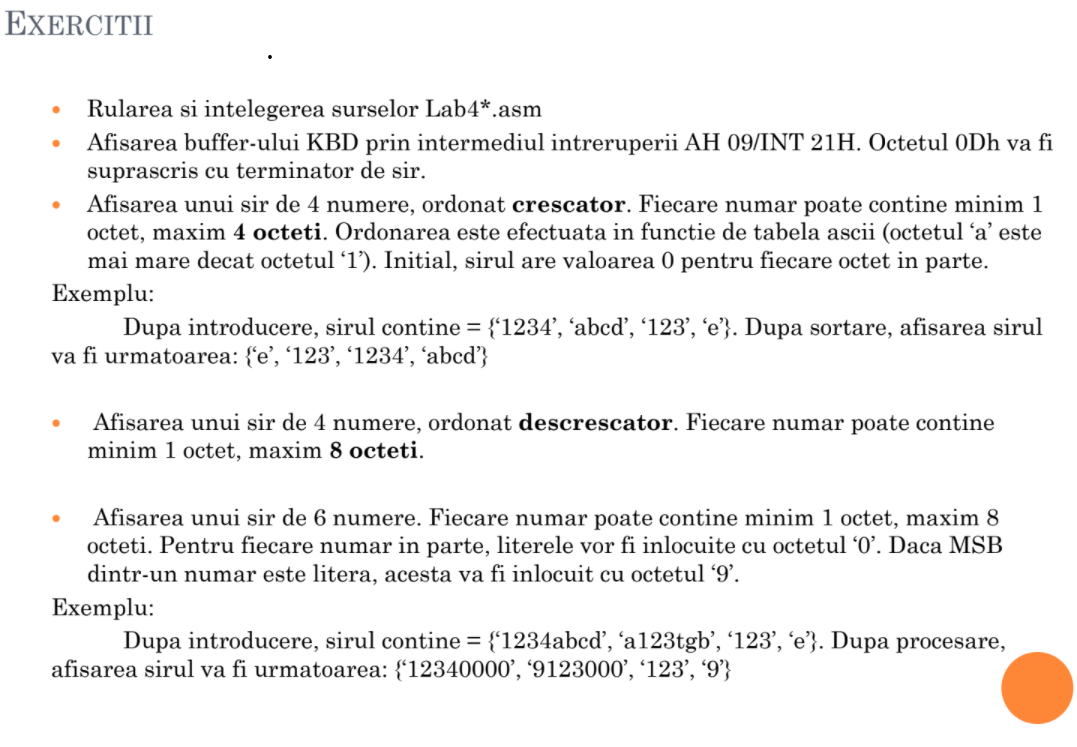 EXERCITII
• Rularea si intelegerea surselor Lab4*.asm
• Afisarea buffer-ului KBD prin intermediul intreruperii AH 09/INT 21H. Octetul 0Dh va fi
suprascris cu terminator de sir.
• Afisarea unui sir de 4 numere, ordonat crescator. Fiecare numar poate contine minim 1
octet, maxim 4 octeti. Ordonarea este efectuata in functie de tabela ascii (octetul ‘a’ este
mai mare decat octetul ‘1’). Initial, sirul are valoarea 0 pentru fiecare octet in parte.
Exemplu:
Dupa introducere, sirul contine = {‘1234’, ‘abcd’, ‘123’, ‘e’}. Dupa sortare, afisarea sirul
va fi urmatoarea: {‘e’, ‘123’, ‘1234’, ‘abcd’}
• Afisarea unui sir de 4 numere, ordonat descrescator. Fiecare numar poate contine
minim 1 octet, maxim 8 octeti.
• Afisarea unui sir de 6 numere. Fiecare numar poate contine minim 1 octet, maxim 8
octeti. Pentru fiecare numar in parte, literele vor fi inlocuite cu octetul ‘0’. Daca MSB
dintr-un numar este litera, acesta va fi inlocuit cu octetul ‘9’.
Exemplu:
Dupa introducere, sirul contine = {‘1234abcd’, ‘a123tgb’, ‘123’, ‘e’}. Dupa procesare,
afisarea sirul va fi urmatoarea: {‘12340000’, ‘9123000’, ‘123’, ‘9’}